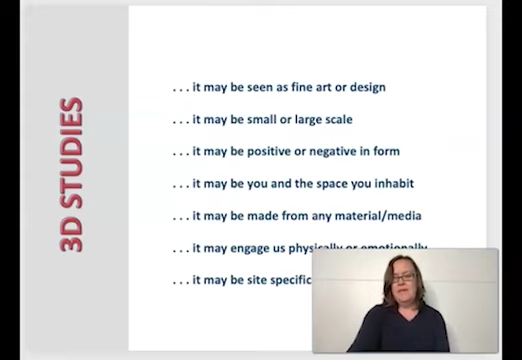 3D STUDIES
. . . it may be seen as fine art or design
. . . it may be small or large scale
. . . it may be positive or negative in form
. . . it may be you and the space you inhabit
. . . it may be made from any material/media
. . . it may engage us physically or emotionally
. . . it may be site specific